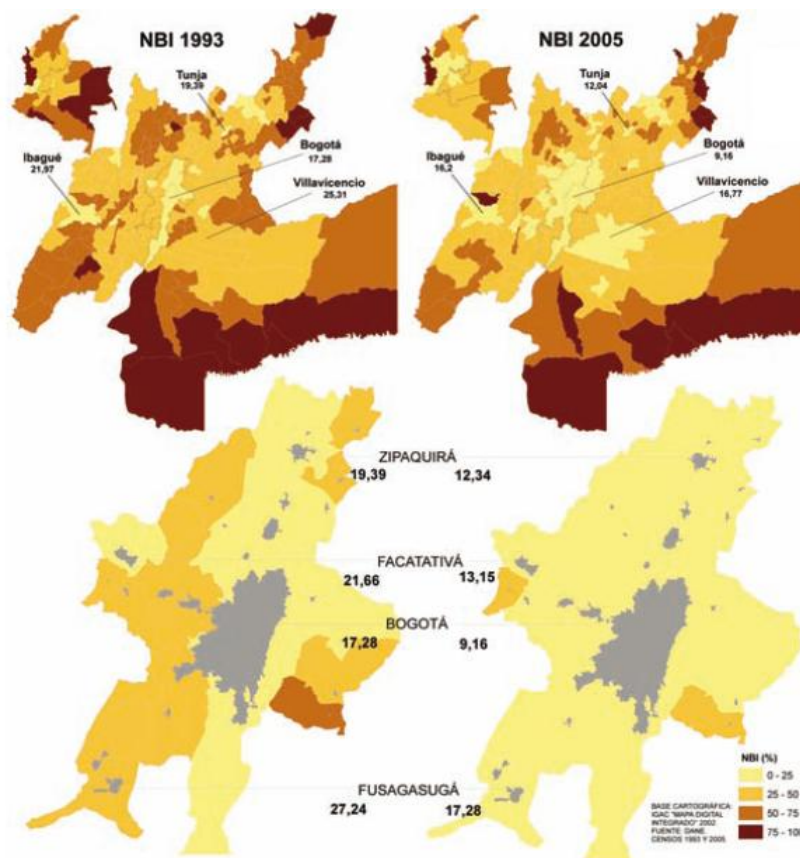 NBI 1993
Tunja
19,39
Bogotá
17,28
Ibagué
21,97
Villavicencio
25,31
NBI 2005
Tunja
12,04
Bogotá
9,16
Ibagué
16,2
Villavicencio
16,77
ZIPAQUIRÁ
19,39 12,34
FACATATIVÁ
21,66 13,15
BOGOTÁ
17,28 9,16
FUSAGASUGÁ
27,24 17,28
NBI (%)
0 - 25
25 - 50
50 - 75
75 - 100
BASE CARTOGRÁFICA:
IGAC "MAPA DIGITAL
INTEGRADO" 2002.
FUENTE: DANE.
CENSOS 1993 Y 2005